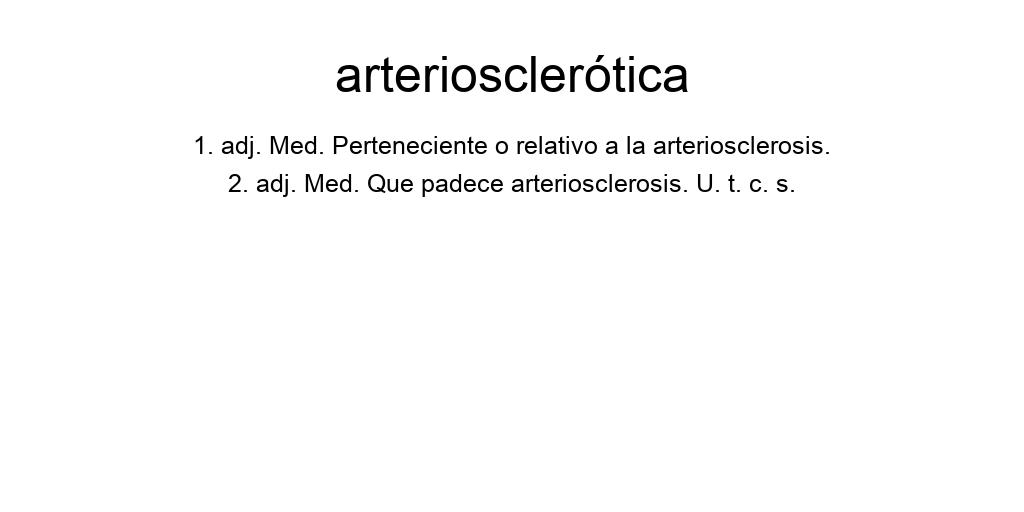 arteriosclerótica
1. adj. Med. Perteneciente o relativo a la arteriosclerosis.
2. adj. Med. Que padece arteriosclerosis. U. t. c. s.